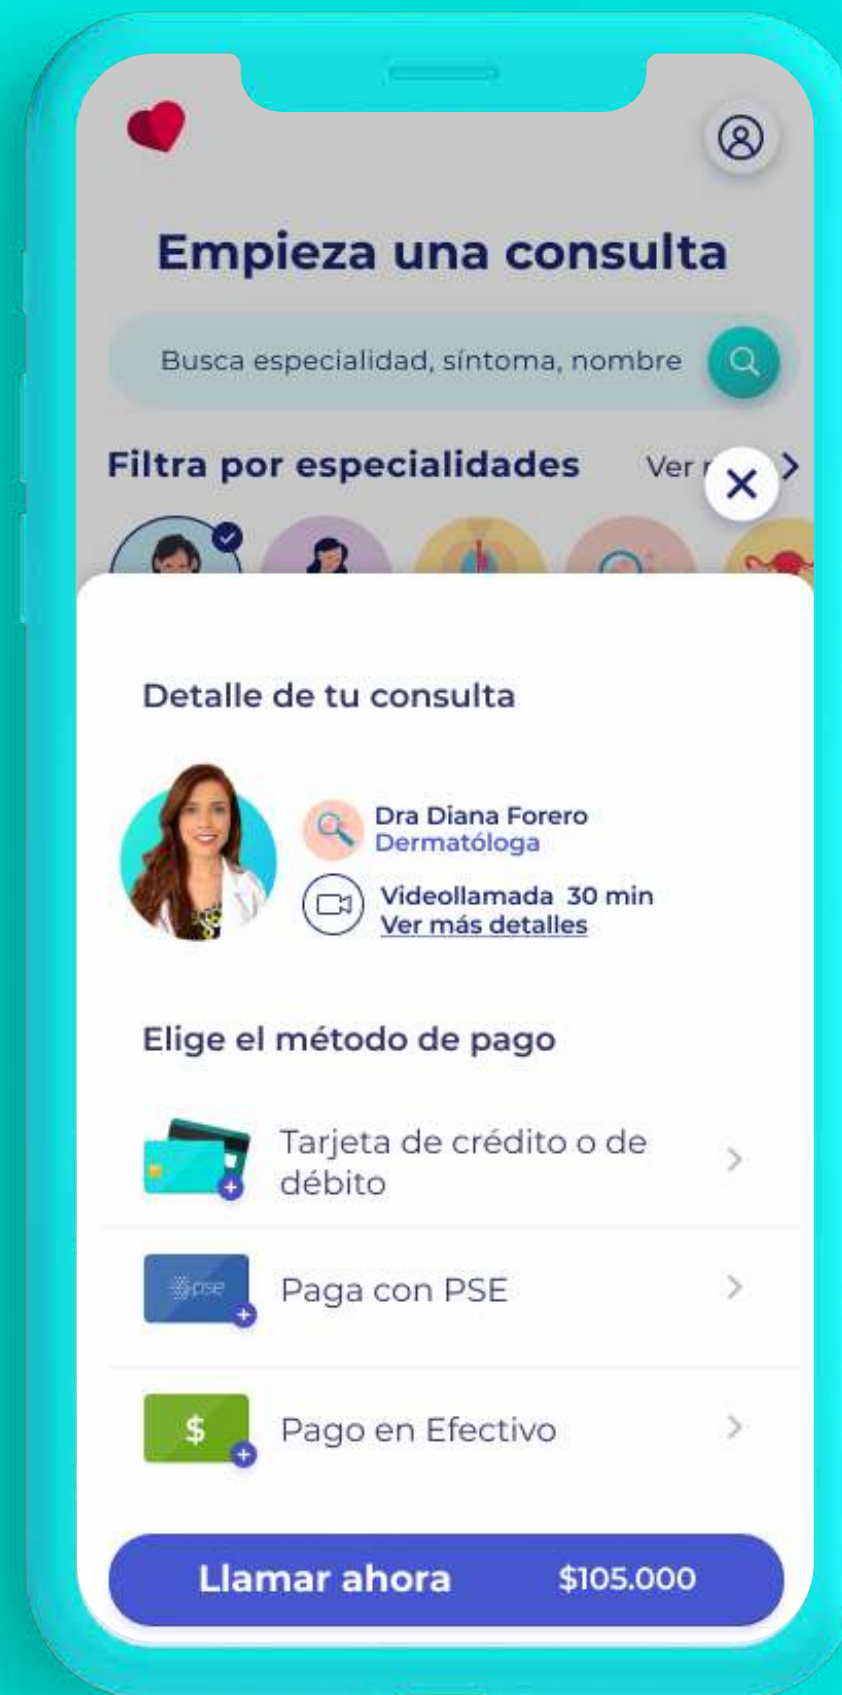 Empieza una consulta
Busca especialidad, síntoma, nombre
Filtra por especialidades
Ver
Detalle de tu consulta
Dra Diana Forero
Dermatóloga
Videollamada 30 min
Ver más detalles
Elige el método de pago
Tarjeta de crédito o de
débito
pse
Paga con PSE
$
Pago en Efectivo
Llamar ahora $105.000